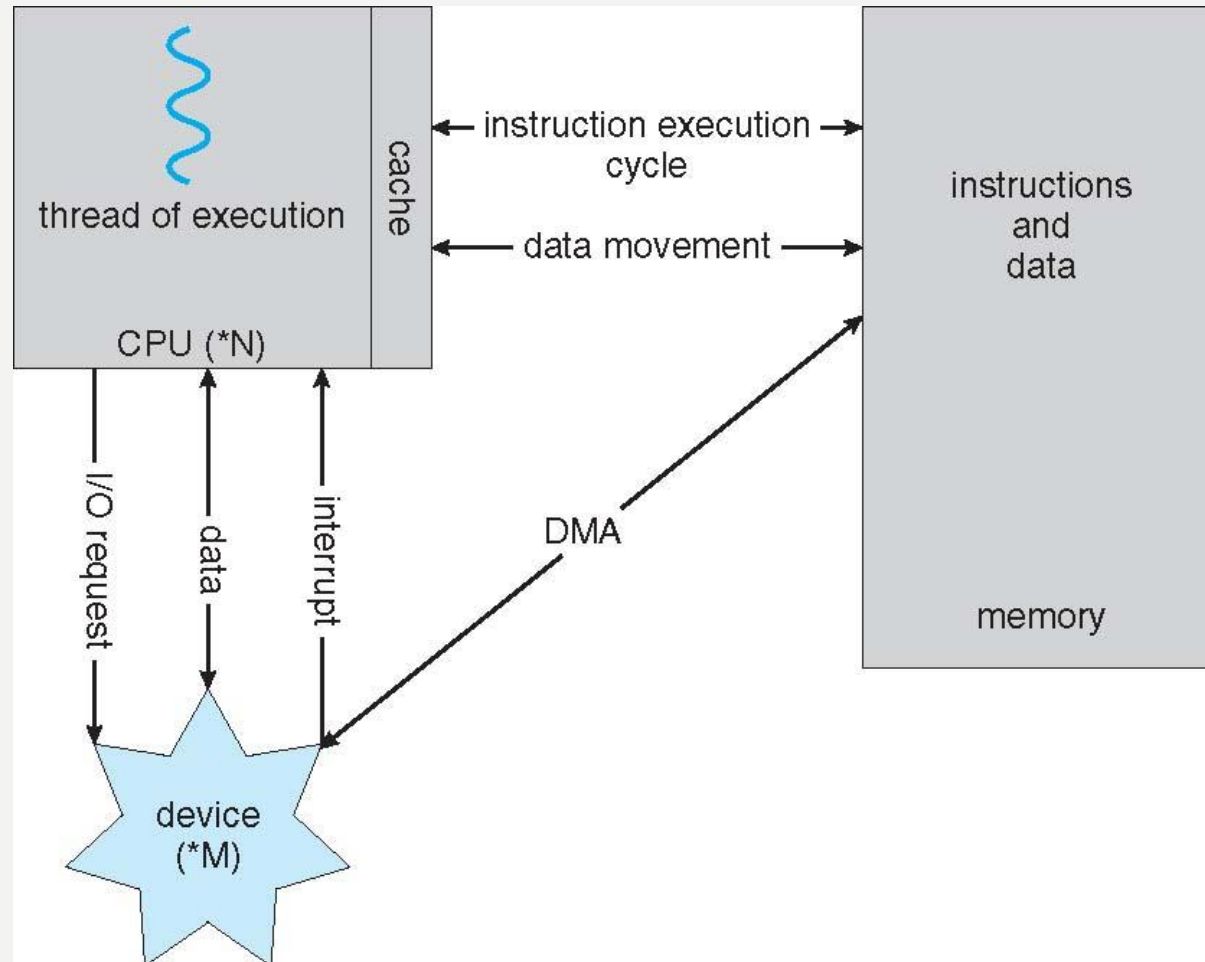 thread of execution
cache
CPU (*N)
instruction execution
cycle
data movement
instructions
and
data
memory
I/O request
data
interrupt
DMA
device
(*M)